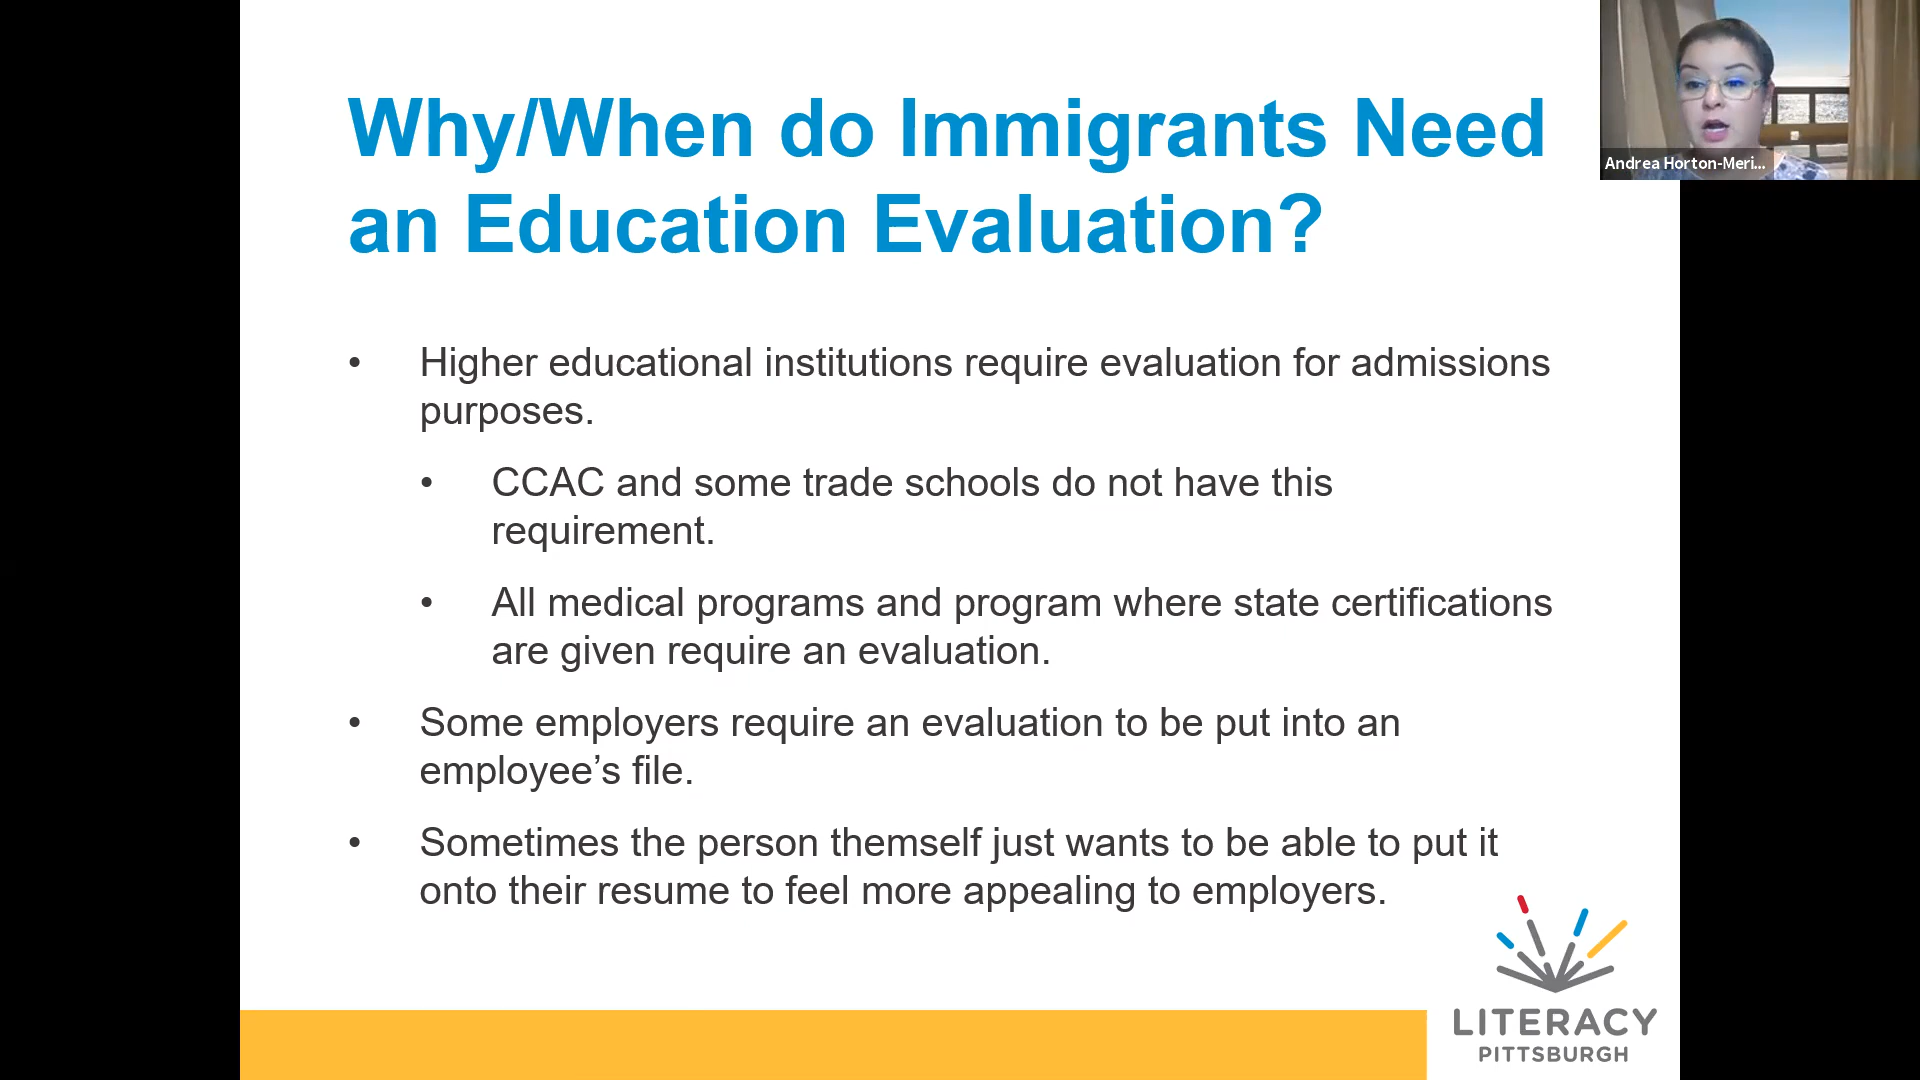 Why/When do Immigrants Need
an Education Evaluation?
Andrea Horton-Meri...
• Higher educational institutions require evaluation for admissions
purposes.
• CCAC and some trade schools do not have this
requirement.
• All medical programs and program where state certifications
are given require an evaluation.
• Some employers require an evaluation to be put into an
employee’s file.
• Sometimes the person themself just wants to be able to put it
onto their resume to feel more appealing to employers.
LITERACY
PITTSBURGH